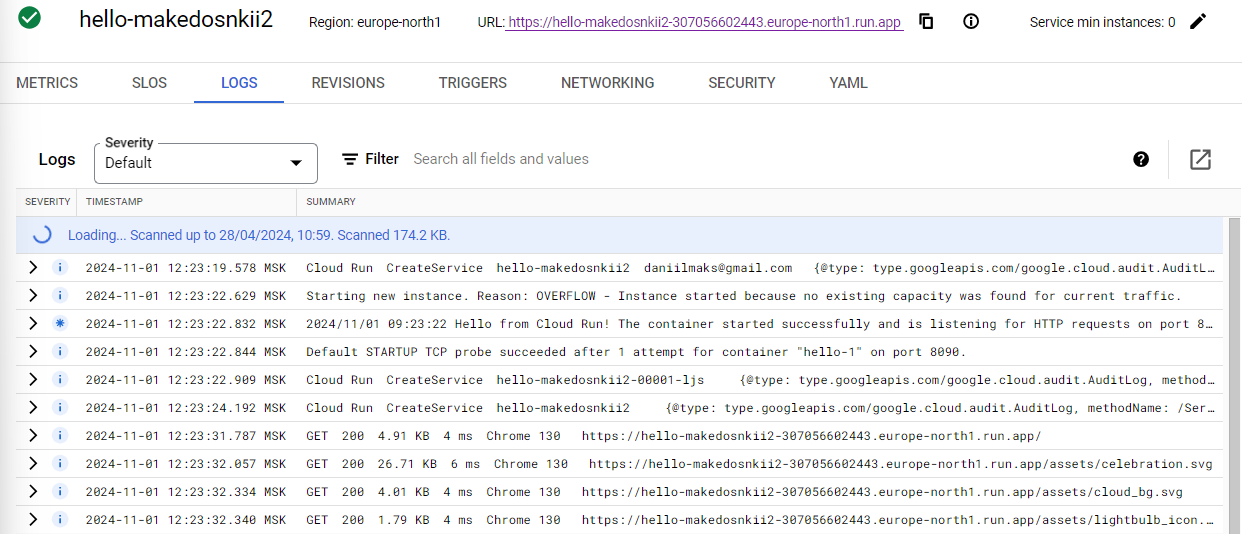 hello-makedosnkii2 Region: europe-north1 URL: https://hello-makedosnkii2-307056602443.europe-north1.run.app Service min instances: 0
METRICS SLOS LOGS REVISIONS TRIGGERS NETWORKING SECURITY YAML
Severity
Logs Default Filter Search all fields and values
SEVERITY TIMESTAMP SUMMARY
Loading... Scanned up to 28/04/2024, 10:59. Scanned 174.2 KB.
2024-11-01 12:23:19.578 MSK Cloud Run CreateService hello-makedosnkii2 daniilmaks@gmail.com {@type: type.googleapis.com/google.cloud.audit.AuditL…
2024-11-01 12:23:22.629 MSK Starting new instance. Reason: OVERFLOW - Instance started because no existing capacity was found for current traffic.
2024-11-01 12:23:22.832 MSK 2024/11/01 09:23:22 Hello from Cloud Run! The container started successfully and is listening for HTTP requests on port 8…
2024-11-01 12:23:22.844 MSK Default STARTUP TCP probe succeeded after 1 attempt for container "hello-1" on port 8090.
2024-11-01 12:23:22.909 MSK Cloud Run CreateService hello-makedosnkii2-00001-ljs {@type: type.googleapis.com/google.cloud.audit.AuditLog, method…
2024-11-01 12:23:24.192 MSK Cloud Run CreateService hello-makedosnkii2 {@type: type.googleapis.com/google.cloud.audit.AuditLog, methodName: /Ser…
2024-11-01 12:23:31.787 MSK GET 200 4.91 KB 4 ms Chrome 130 https://hello-makedosnkii2-307056602443.europe-north1.run.app/
2024-11-01 12:23:32.057 MSK GET 200 26.71 KB 6 ms Chrome 130 https://hello-makedosnkii2-307056602443.europe-north1.run.app/assets/celebration.svg
2024-11-01 12:23:32.334 MSK GET 200 4.01 KB 4 ms Chrome 130 https://hello-makedosnkii2-307056602443.europe-north1.run.app/assets/cloud_bg.svg
2024-11-01 12:23:32.340 MSK GET 200 1.79 KB 4 ms Chrome 130 https://hello-makedosnkii2-307056602443.europe-north1.run.app/assets/lightbulb_icon.…